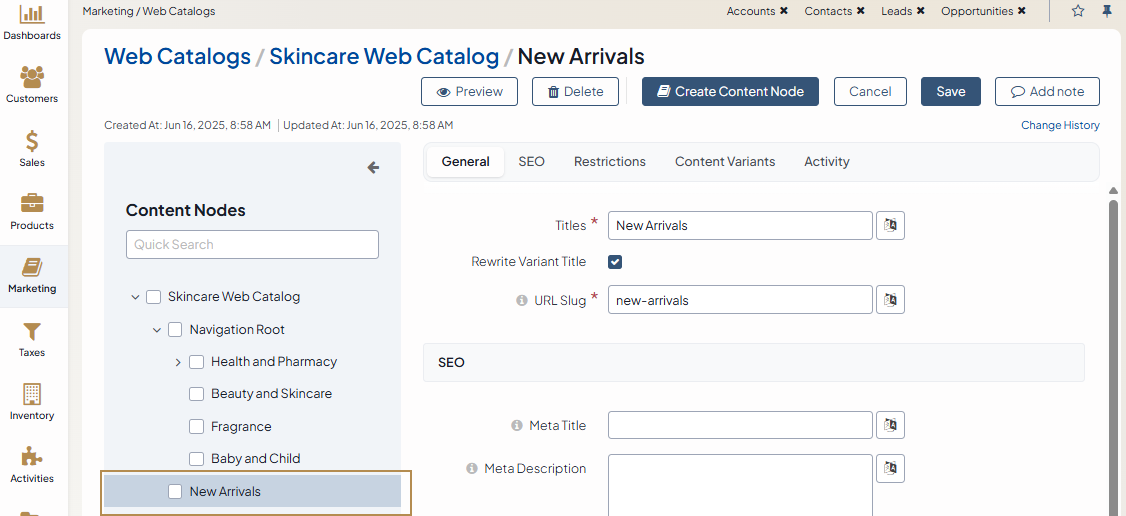 Dashboards
Customers
Sales
Products
Marketing
Taxes
Inventory
Activities
Marketing / Web Catalogs
Accounts ✖ Contacts ✖ Leads ✖ Opportunities ✖
Web Catalogs / Skincare Web Catalog / New Arrivals
Preview Delete Create Content Node Cancel Save Add note
Created At: Jun 16, 2025, 8:58 AM | Updated At: Jun 16, 2025, 8:58 AM
Change History
Content Nodes
Quick Search
Skincare Web Catalog
Navigation Root
Health and Pharmacy
Beauty and Skincare
Fragrance
Baby and Child
New Arrivals
General SEO Restrictions Content Variants Activity
Titles * New Arrivals
Rewrite Variant Title
URL Slug * new-arrivals
SEO
Meta Title
Meta Description